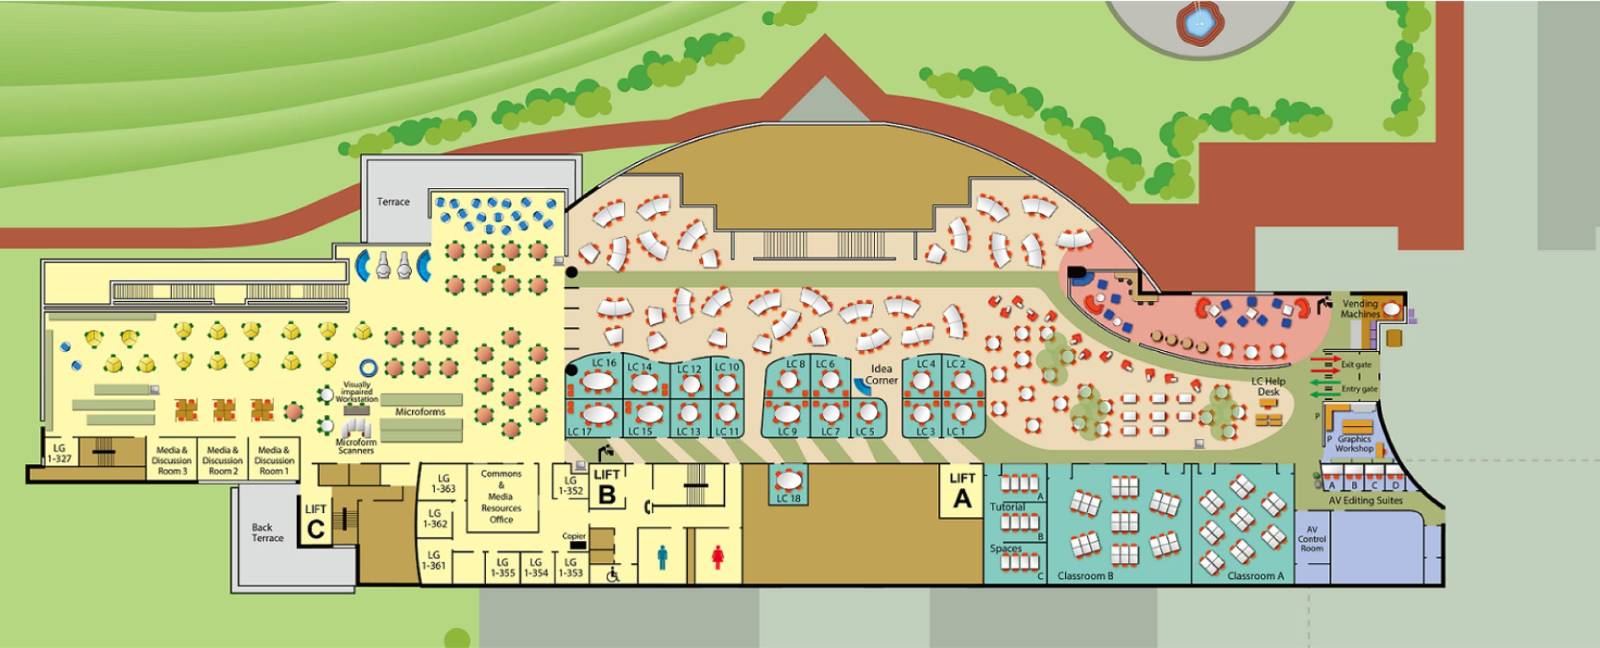 Terrace
Vending
Machines
Exit gate
Entry gate
LC Help
Desk
P
P
Graphics
Workshop
A
B
C
D
AV Editing Suites
AV
Control
Room
LC 16
LC 14
LC 12
LC 10
LC 8
LC 6
Idea
Corner
LC 4
LC 2
LC 17
LC 15
LC 13
LC 11
LC 9
LC 7
LC 5
LC 3
LC 1
Visually
impaired
Workstation
Microforms
Microform
Scanners
LG
1-327
Media &
Discussion
Room 3
Media &
Discussion
Room 2
Media &
Discussion
Room 1
Back
Terrace
LIFT
C
LG
1-363
LG
1-362
LG
1-361
Commons
&
Media
Resources
Office
LG
1-352
LIFT
B
Copier
LG
1-355
LG
1-354
LG
1-353
LC 18
LIFT
A
Tutorial
Spaces
A
B
C
Classroom B
Classroom A